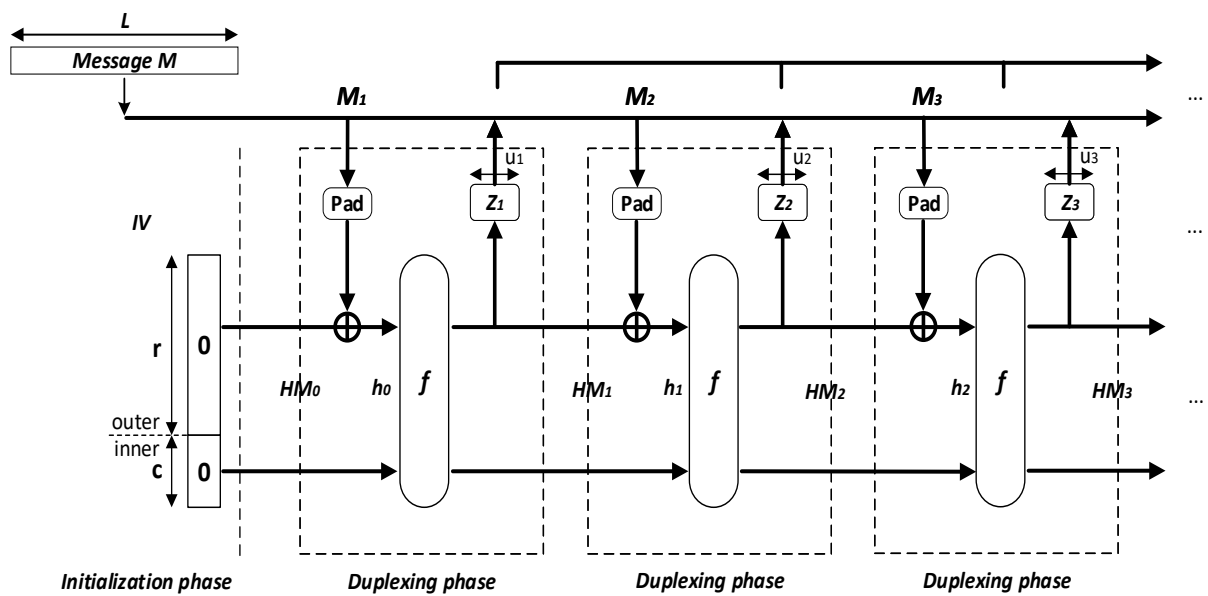 L
Message M
M1 M2 M3
...
u1 u2 u3
Pad Z1 Pad Z2 Pad Z3
IV
...
0
r
HM0 h0 f HM1 h1 f HM2 h2 f HM3
...
outer
inner
c 0
Initialization phase Duplexing phase Duplexing phase Duplexing phase